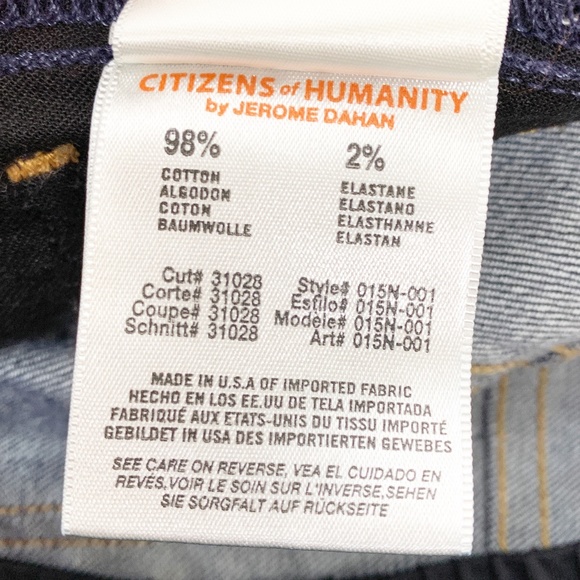 CITIZENS of HUMANITY
by JEROME DAHAN
98%
COTTON
ALGODON
COTON
BAUMWOLLE
2%
ELASTANE
ELASTANO
ELASTHANNE
ELASTAN
Cut# 31028
Corte# 31028
Coupe# 31028
Schnitt# 31028
Style# 015N-001
Estilo# 015N-001
Modèle# 015N-001
Art# 015N-001
MADE IN U.S.A OF IMPORTED FABRIC
HECHO EN LOS EE.UU DE TELA IMPORTADA
FABRIQUÉ AUX ETATS-UNIS DU TISSU IMPORTÉ
GEBILDET IN USA DES IMPORTIERTEN GEWEBES
SEE CARE ON REVERSE, VEA EL CUIDADO EN
REVÉS,VOIR LE SOIN SUR L'INVERSE,SEHEN
SIE SORGFALT AUF RÜCKSEITE